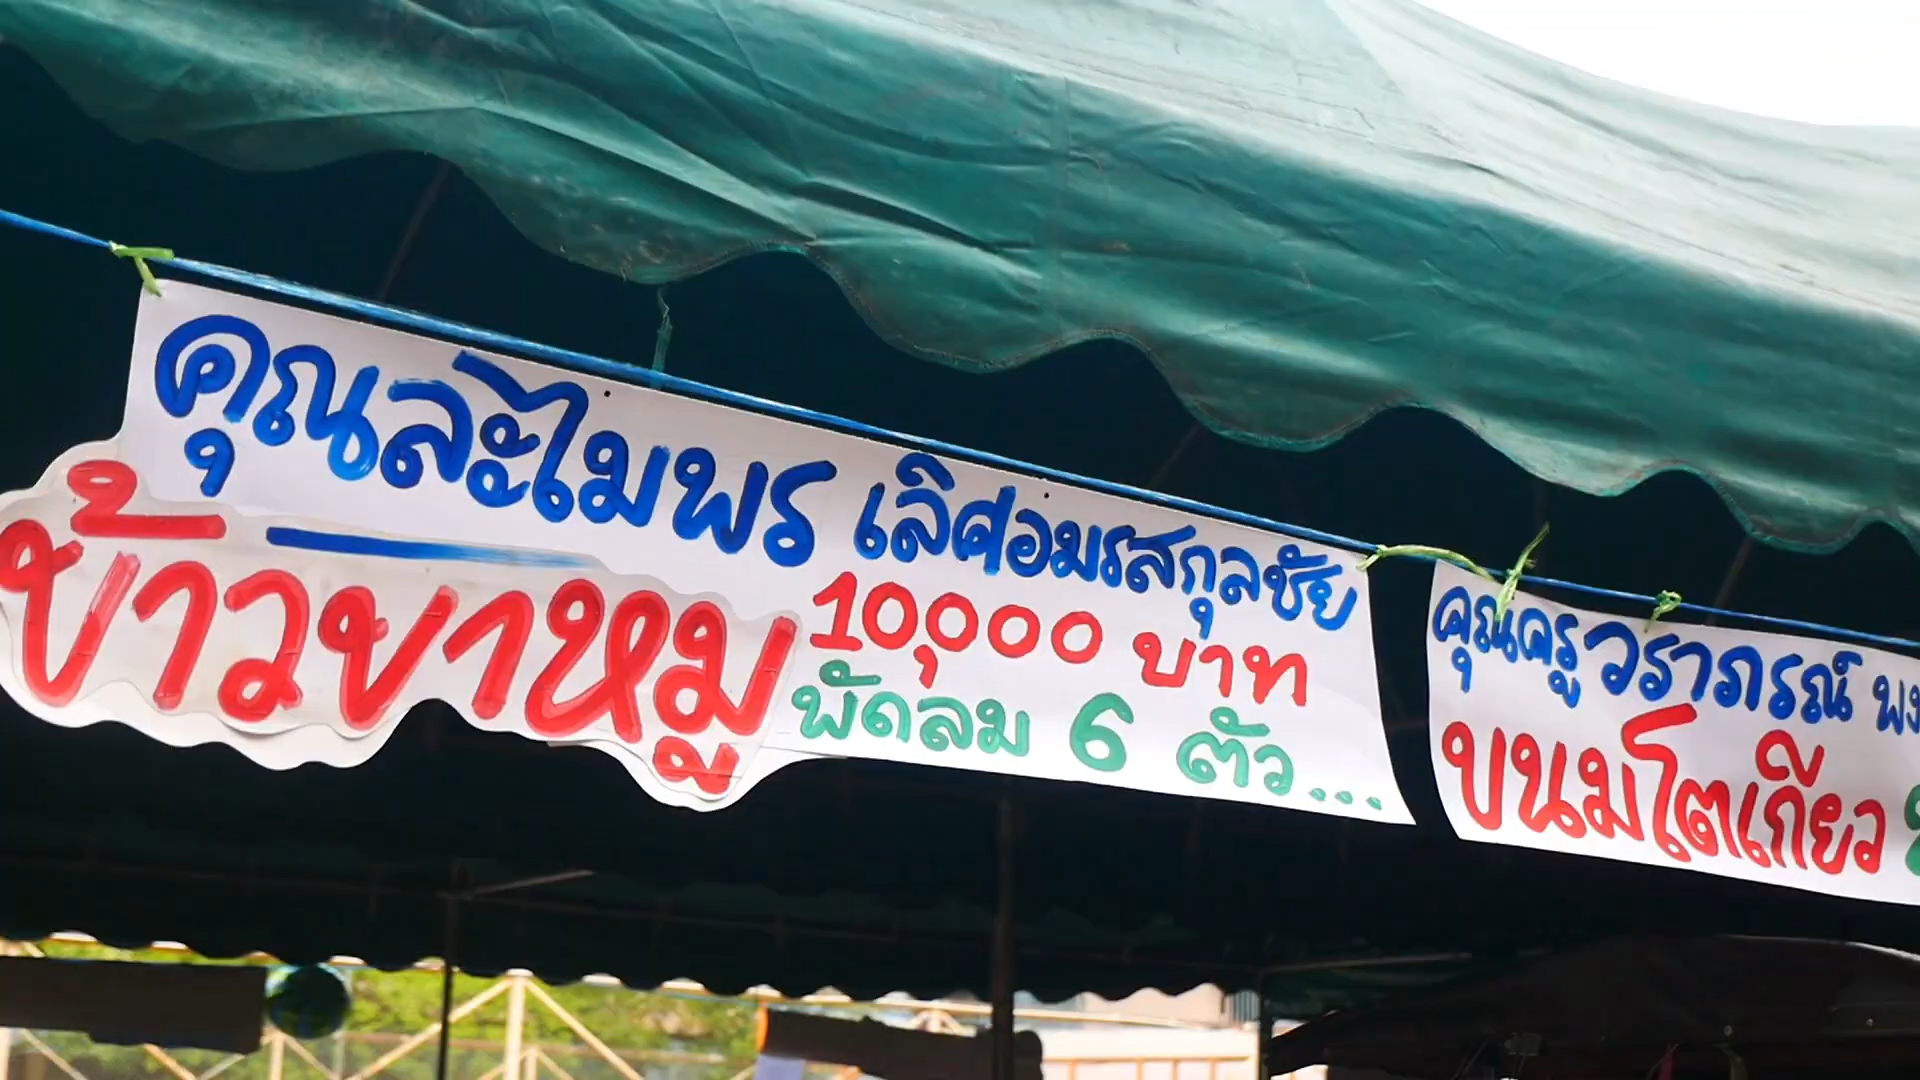 คุณละไมพร เลิศอมรสกุลชัย
ข้าวขาหมู
10,000 บาท
พัดลม 6 ตัว...
คุณครูวราภรณ์
ขนมโตเกียว